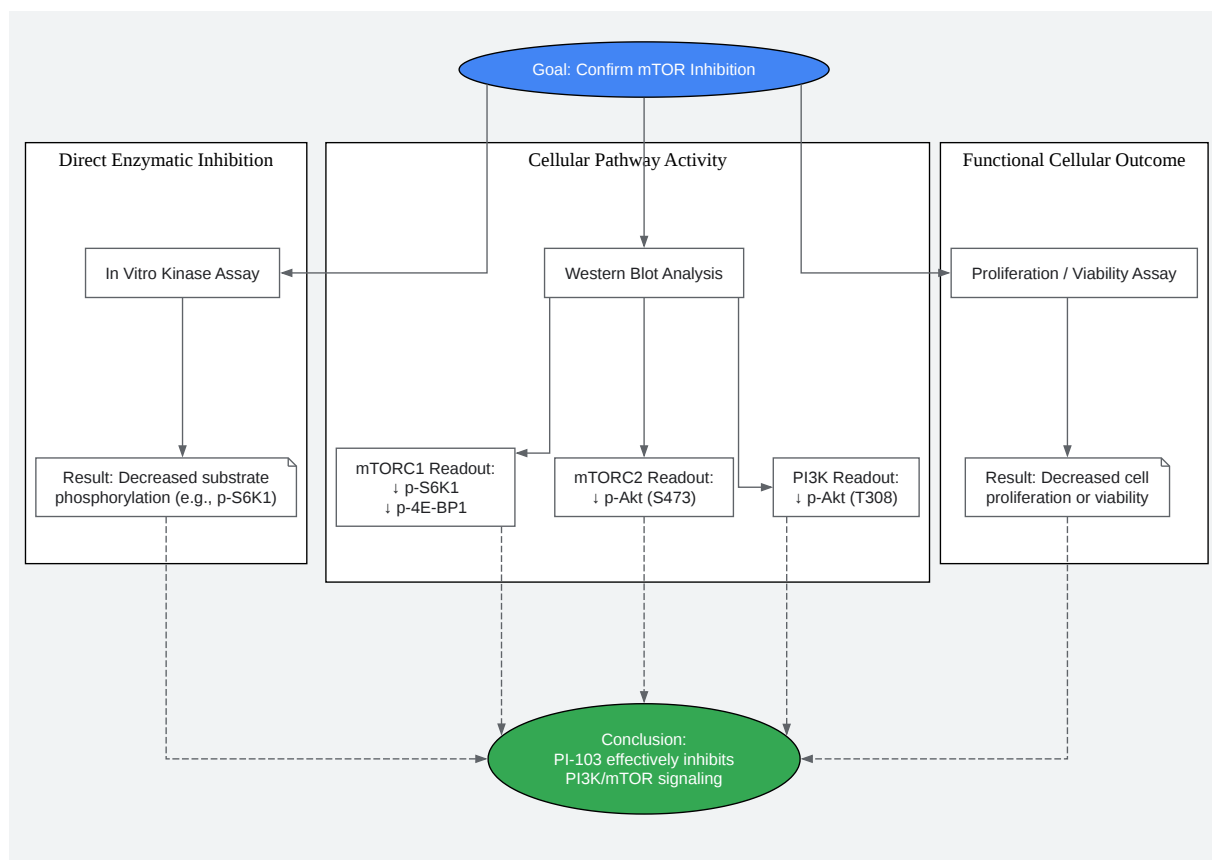 Goal: Confirm mTOR Inhibition
Direct Enzymatic Inhibition
Cellular Pathway Activity
Functional Cellular Outcome
In Vitro Kinase Assay
Western Blot Analysis
Proliferation / Viability Assay
Result: Decreased substrate
phosphorylation (e.g., p-S6K1)
mTORC1 Readout:
↓ p-S6K1
↓ p-4E-BP1
mTORC2 Readout:
↓ p-Akt (S473)
PI3K Readout:
↓ p-Akt (T308)
Result: Decreased cell
proliferation or viability
Conclusion:
PI-103 effectively inhibits
PI3K/mTOR signaling